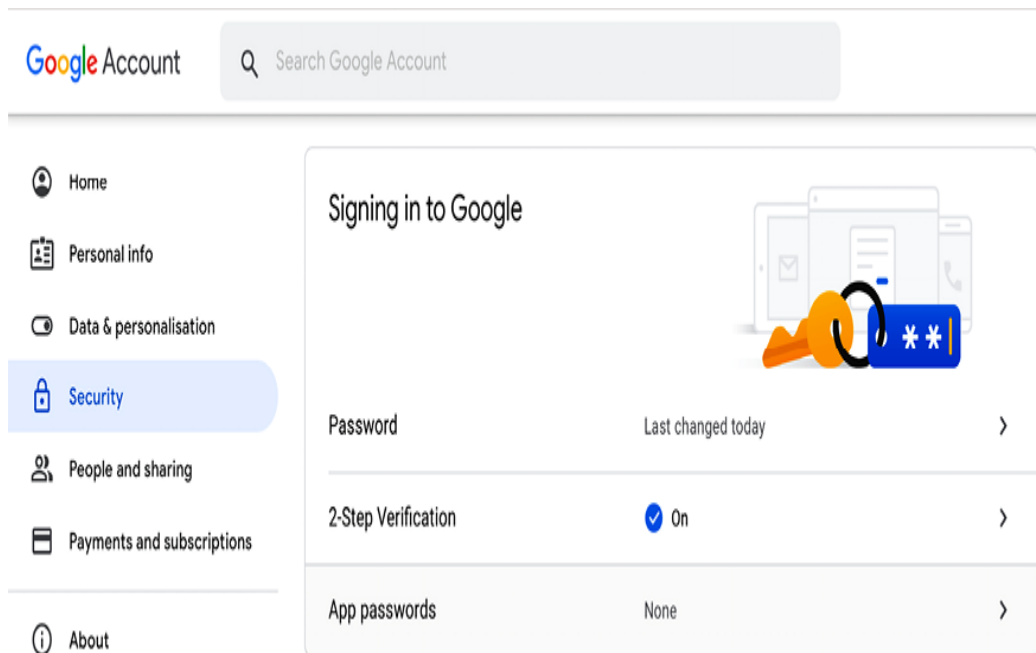 Google Account
Search Google Account
Home
Personal info
Data & personalisation
Security
People and sharing
Payments and subscriptions
About
Signing in to Google
**
Password Last changed today
2-Step Verification On
App passwords None